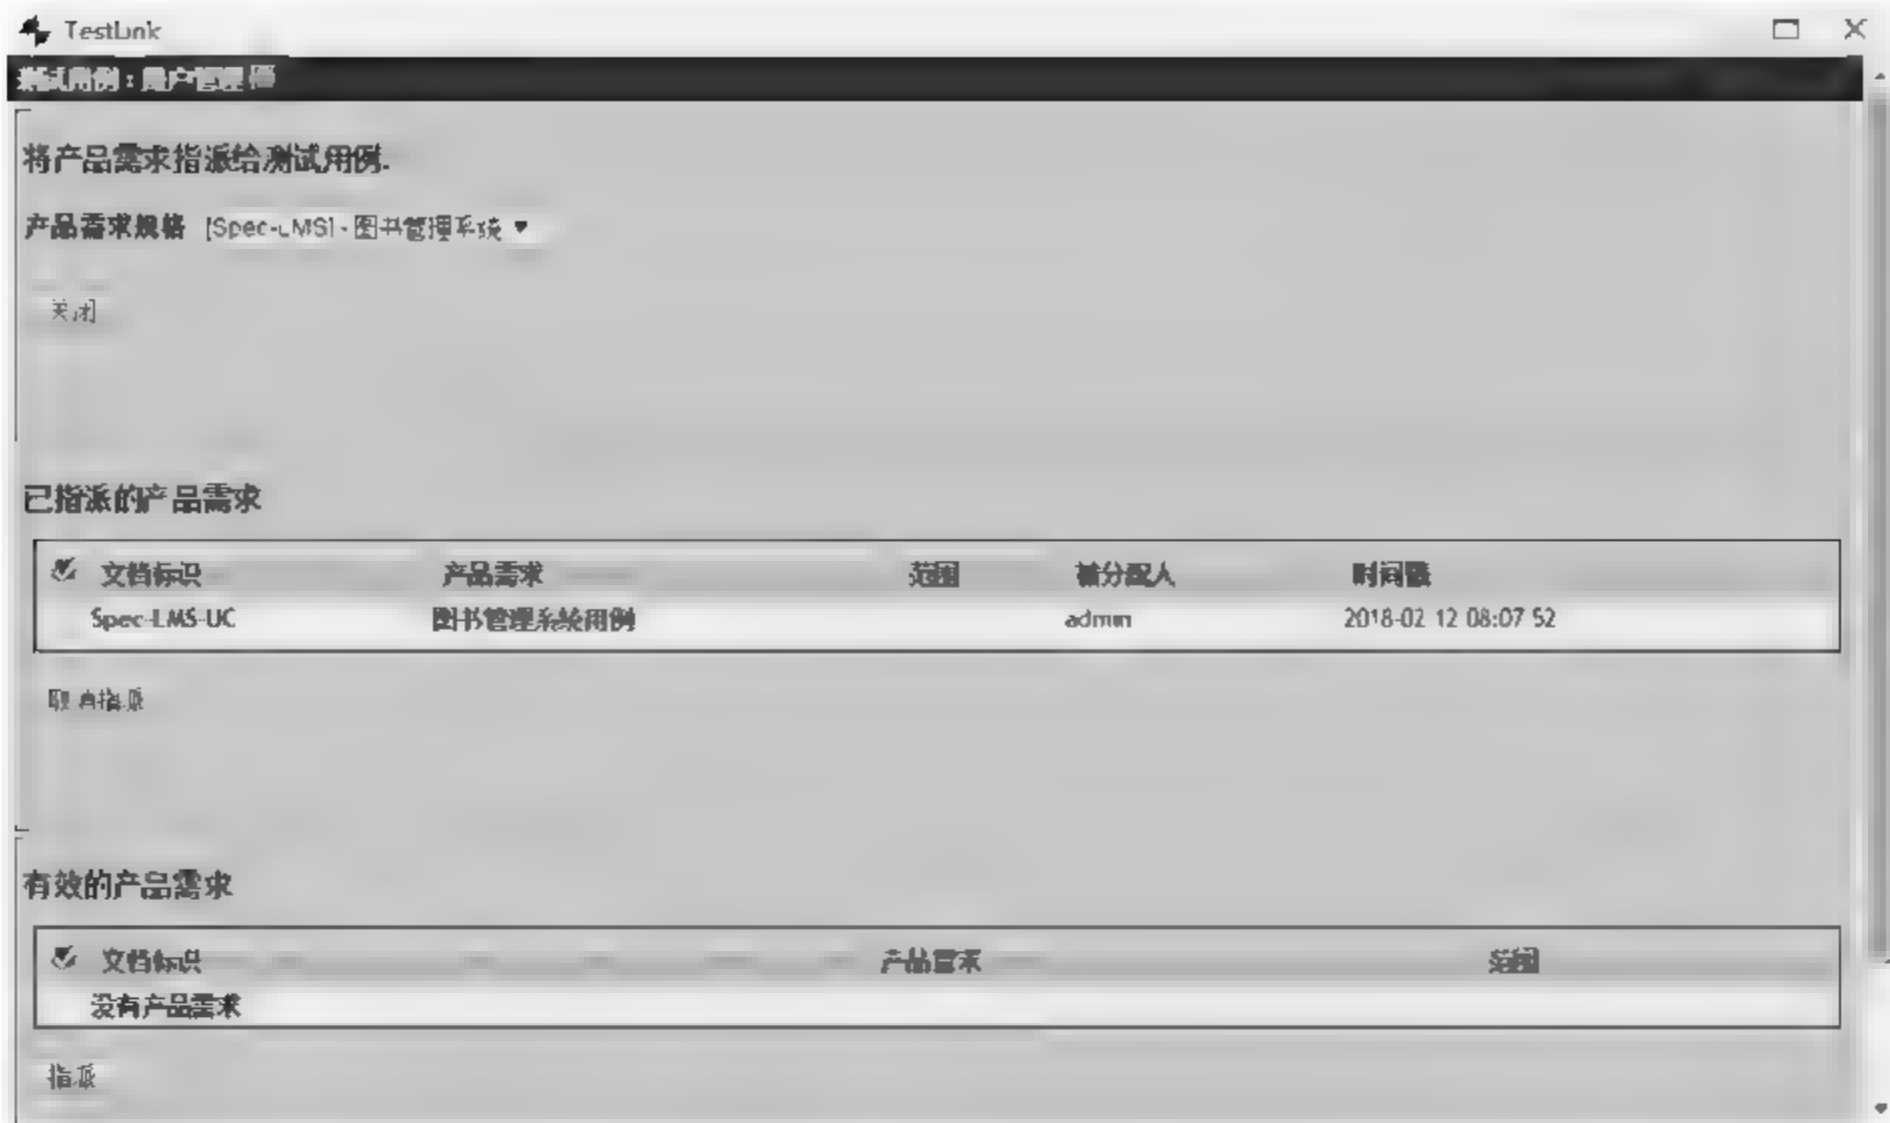 TestLink
测试用例：用户管理
将产品需求指派给测试用例.
产品需求规格 [Spec-LMS] - 图书管理系统
关闭
已指派的产品需求
文档标识 产品需求 范围 被分配人 时间戳
Spec-LMS-UC 图书管理系统用例 admin 2018-02-12 08:07:52
取消指派
有效的产品需求
文档标识 产品需求 范围
没有产品需求
指派